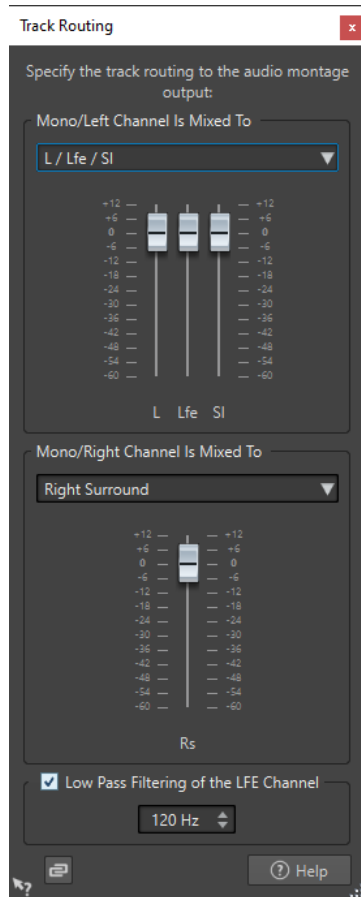 Track Routing
x
Specify the track routing to the audio montage
output:
Mono/Left Channel Is Mixed To
L / Lfe / Sl
+12 +12
+6 +6
0 0
-6 -6
-12 -12
-18 -18
-24 -24
-30 -30
-36 -36
-42 -42
-48 -48
-54 -54
-60 -60
L Lfe Sl
Mono/Right Channel Is Mixed To
Right Surround
+12 +12
+6 +6
0 0
-6 -6
-12 -12
-18 -18
-24 -24
-30 -30
-36 -36
-42 -42
-48 -48
-54 -54
-60 -60
Rs
Low Pass Filtering of the LFE Channel
120 Hz
? ? Help